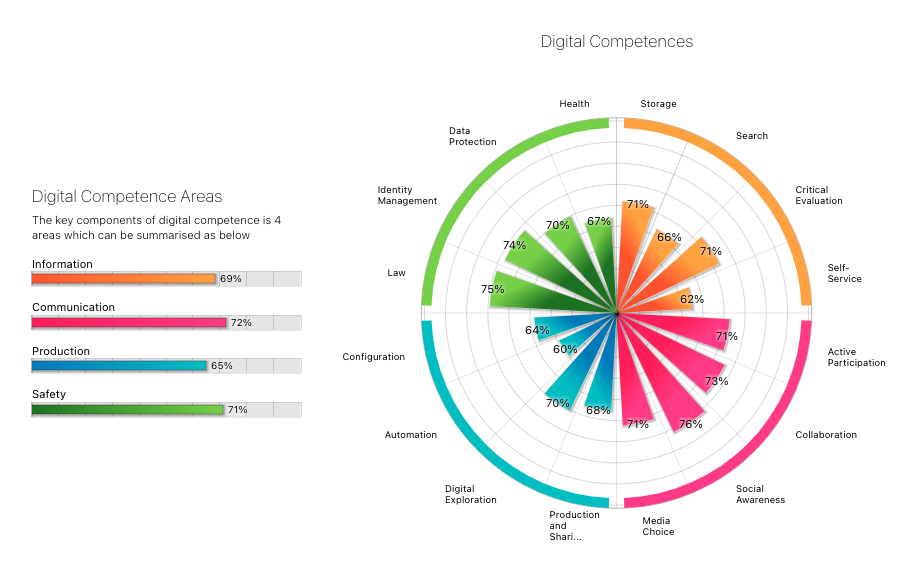 Digital Competences
Digital Competence Areas
The key components of digital competence is 4
areas which can be summarised as below
Information
69%
Communication
72%
Production
65%
Safety
71%
Storage
71%
Search
66%
Critical
Evaluation
71%
Self-
Service
62%
Active
Participation
71%
Collaboration
73%
Social
Awareness
76%
Media
Choice
71%
Production
and
Shari...
68%
Digital
Exploration
70%
Automation
60%
Configuration
64%
Law
75%
Identity
Management
74%
Data
Protection
70%
Health
67%